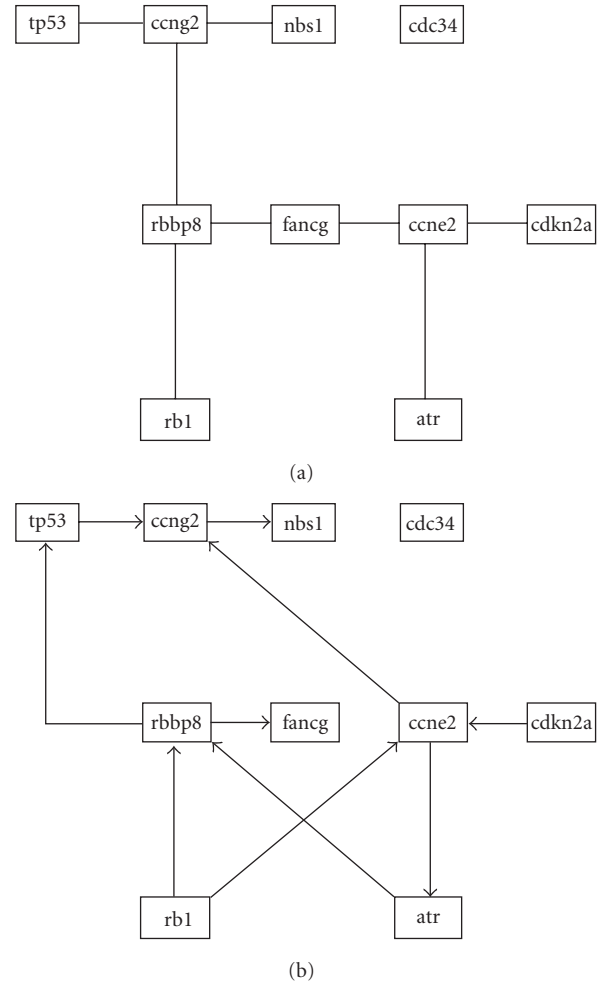 tp53 ccng2 nbs1 cdc34
rbbp8 fancg ccne2 cdkn2a
rb1 atr
(a)
tp53 ccng2 nbs1 cdc34
rbbp8 fancg ccne2 cdkn2a
rb1 atr
(b)